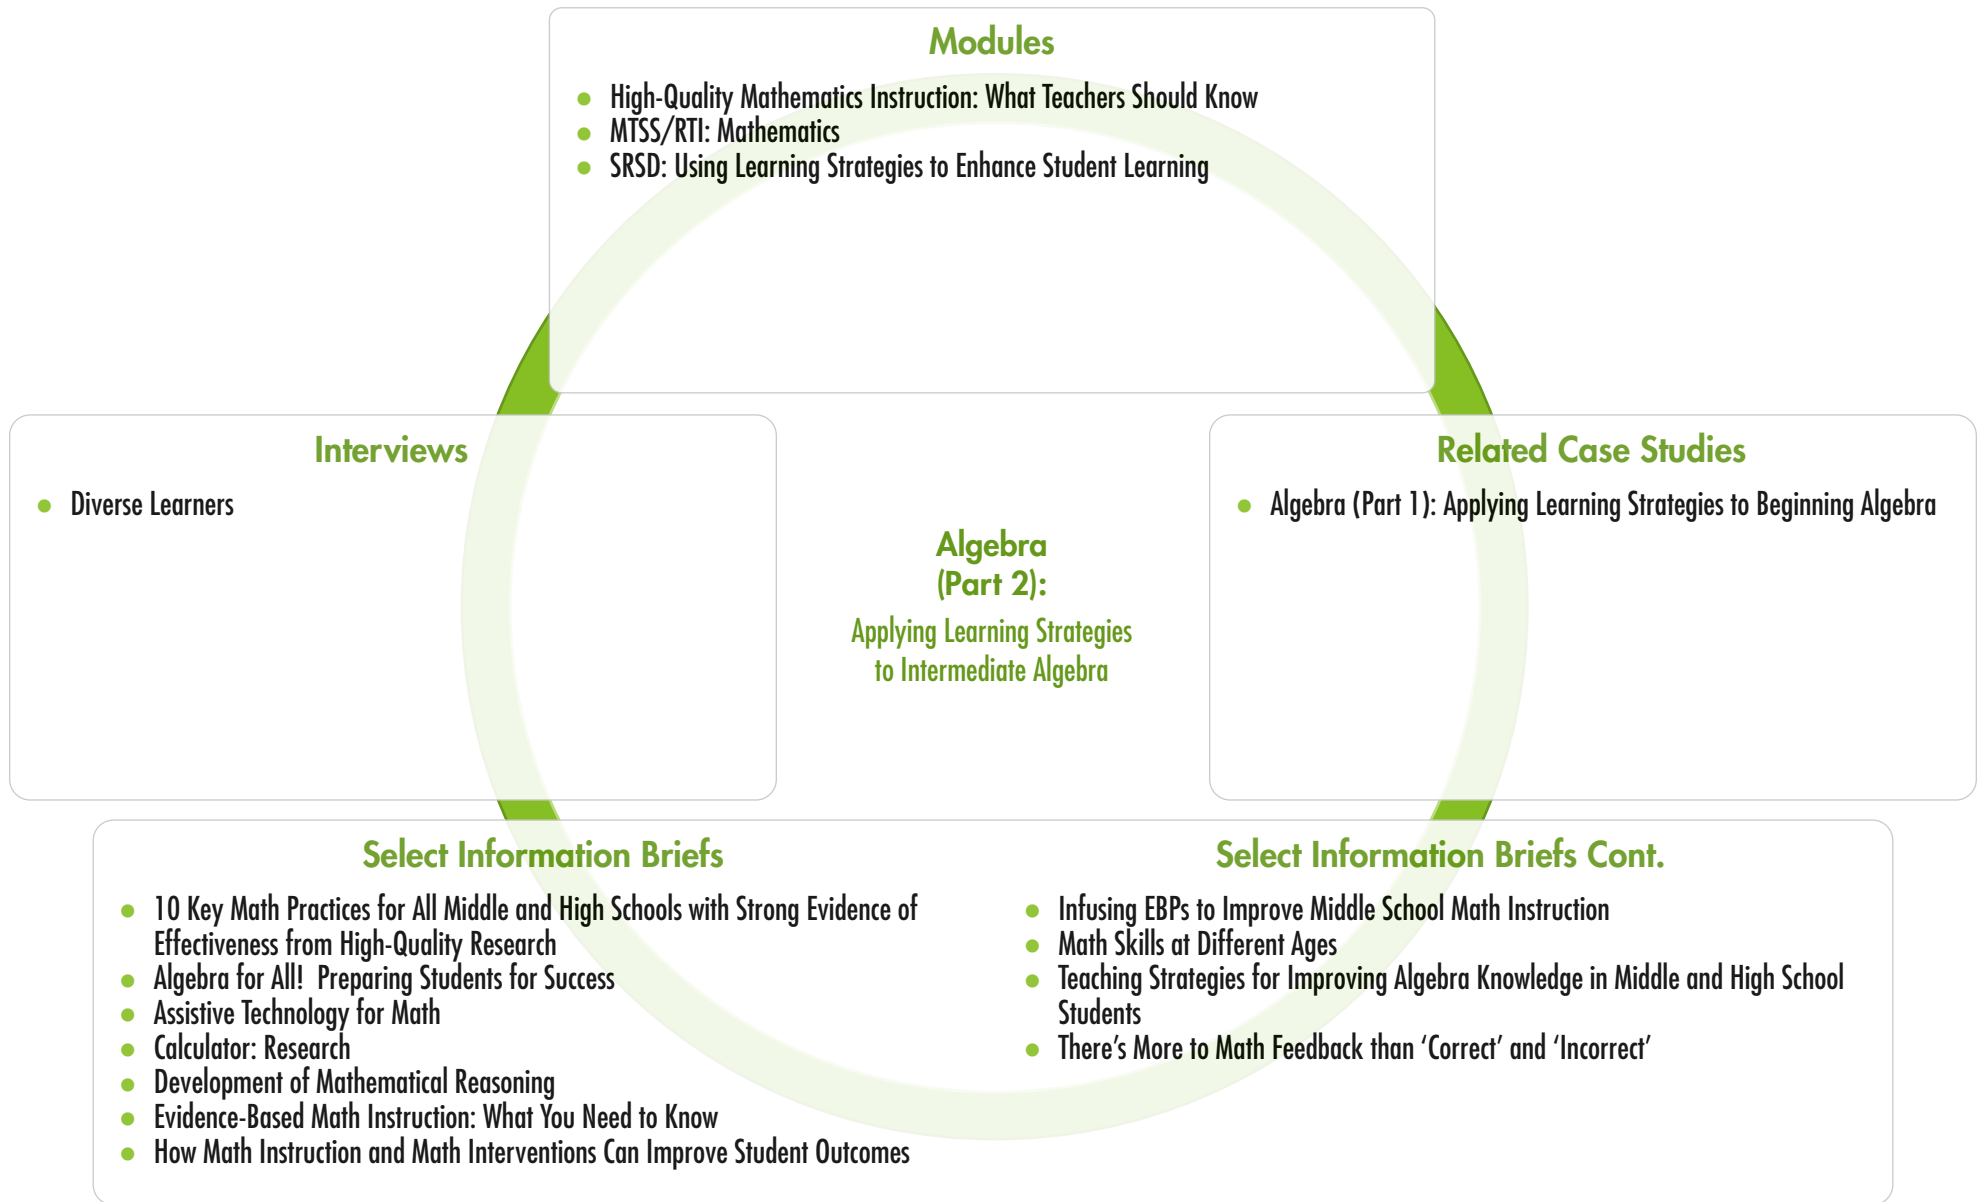 Modules
High-Quality Mathematics Instruction: What Teachers Should Know
MTSS/RTI: Mathematics
SRSD: Using Learning Strategies to Enhance Student Learning
Interviews
Diverse Learners
Algebra
(Part 2):
Applying Learning Strategies
to Intermediate Algebra
Related Case Studies
Algebra (Part 1): Applying Learning Strategies to Beginning Algebra
Select Information Briefs
10 Key Math Practices for All Middle and High Schools with Strong Evidence of
Effectiveness from High-Quality Research
Algebra for All!  Preparing Students for Success
Assistive Technology for Math
Calculator: Research
Development of Mathematical Reasoning
Evidence-Based Math Instruction: What You Need to Know
How Math Instruction and Math Interventions Can Improve Student Outcomes
Select Information Briefs Cont.
Infusing EBPs to Improve Middle School Math Instruction
Math Skills at Different Ages
Teaching Strategies for Improving Algebra Knowledge in Middle and High School
Students
There’s More to Math Feedback than ‘Correct’ and ‘Incorrect’